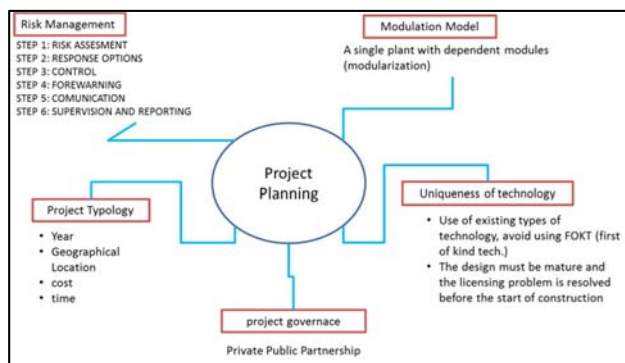 Risk Management
STEP 1: RISK ASSESMENT
STEP 2: RESPONSE OPTIONS
STEP 3: CONTROL
STEP 4: FOREWARNING
STEP 5: COMUNICATION
STEP 6: SUPERVISION AND REPORTING
Modulation Model
A single plant with dependent modules
(modularization)
Project
Planning
Project Typology
• Year
• Geographical
Location
• cost
• time
Uniqueness of technology
• Use of existing types of
technology, avoid using FOKT (first
of kind tech.)
• The design must be mature and
the licensing problem is resolved
before the start of construction
project governace
Private Public Partnership